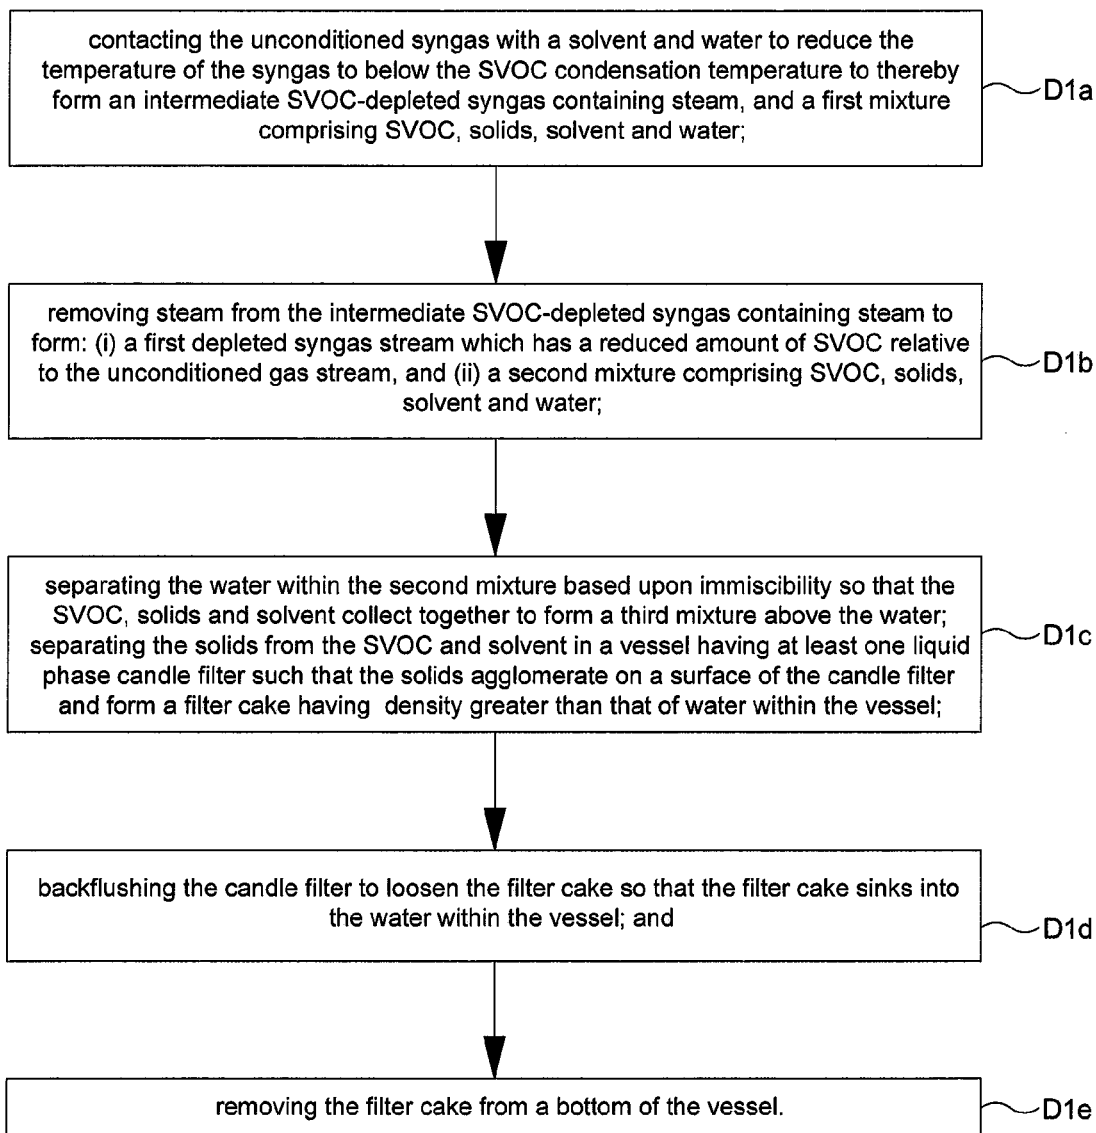 contacting the unconditioned syngas with a solvent and water to reduce the
temperature of the syngas to below the SVOC condensation temperature to thereby
form an intermediate SVOC-depleted syngas containing steam, and a first mixture
comprising SVOC, solids, solvent and water;
D1a
removing steam from the intermediate SVOC-depleted syngas containing steam to
form: (i) a first depleted syngas stream which has a reduced amount of SVOC relative
to the unconditioned gas stream, and (ii) a second mixture comprising SVOC, solids,
solvent and water;
D1b
separating the water within the second mixture based upon immiscibility so that the
SVOC, solids and solvent collect together to form a third mixture above the water;
separating the solids from the SVOC and solvent in a vessel having at least one liquid
phase candle filter such that the solids agglomerate on a surface of the candle filter
and form a filter cake having density greater than that of water within the vessel;
D1c
backflushing the candle filter to loosen the filter cake so that the filter cake sinks into
the water within the vessel; and
D1d
removing the filter cake from a bottom of the vessel.
D1e